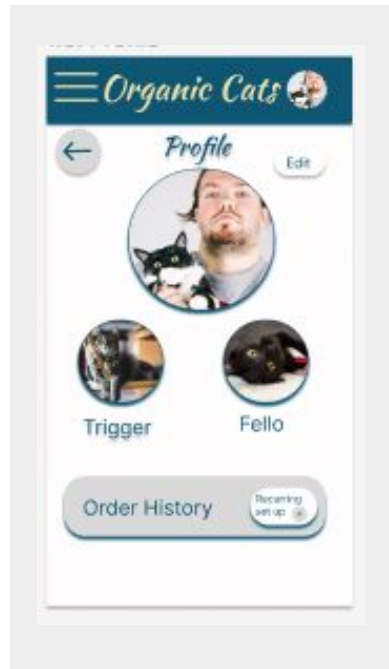 Organic Cats
Profile
Edit
Trigger
Fello
Order History
Recurring
set up